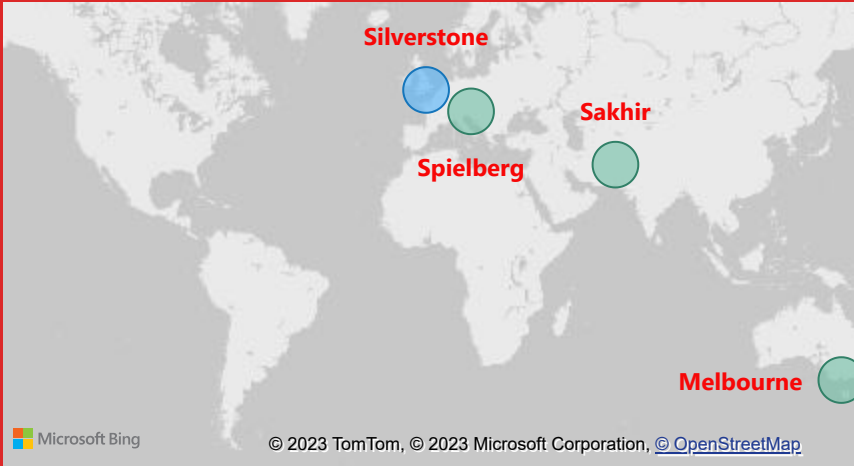 Silverstone
Sakhir
Spielberg
Melbourne
Microsoft Bing
© 2023 TomTom, © 2023 Microsoft Corporation, © OpenStreetMap